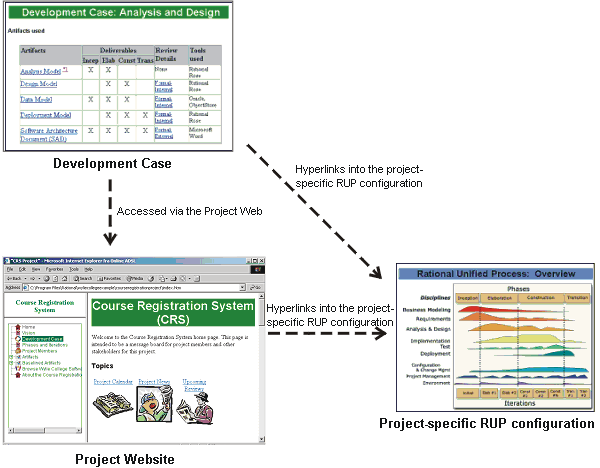 Development Case: Analysis and Design
Artifacts used
Artifacts Deliverables Review Details Tools used
Incep Elab Const Trans
Analysis Model *1 X X None Rational Rose
Design Model X X Formal-Internal Rational Rose
Data Model X X X Formal-Internal Oracle, ObjectStore
Deployment Model X X X Formal-Internal Rational Rose
Software Architecture Document (SAD) X X X X Formal-External Microsoft Word
Development Case
Hyperlinks into the project-
specific RUP configuration
Accessed via the Project Web
"CRS Project" - Microsoft Internet Explorer
File Edit View Favorites Tools Help
Back Search Favorites Media
Address
Course Registration
System
Home
Vision
Development Case
Phases and Iterations
Project Members
Artifacts
Baselined Artifacts
Browse Wylie College Softw
About the Course Registration
Course Registration System
(CRS)
Welcome to the Course Registration System home page. This page is
intended to be a message board for project members and other
stakeholders for this project.
Topics
Project Calendar Project News Upcoming
Reviews
Project Website
Hyperlinks into the project-
specific RUP configuration
Rational Unified Process: Overview
Phases
Disciplines Inception Elaboration Construction Transition
Business Modeling
Requirements
Analysis & Design
Implementation
Test
Deployment
Configuration
& Change Mgmt
Project Management
Environment
Initial Elab #1 Elab #2 Const #1 Const #2 Const #N Tran #1 Tran #2
Iterations
Project-specific RUP configuration